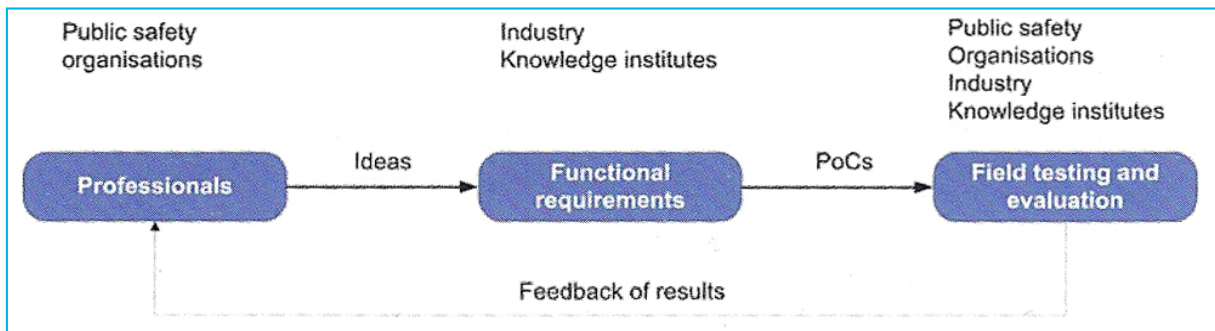 Public safety
organisations
Industry
Knowledge institutes
Public safety
Organisations
Industry
Knowledge institutes
Professionals
Ideas
Functional
requirements
PoCs
Field testing and
evaluation
Feedback of results